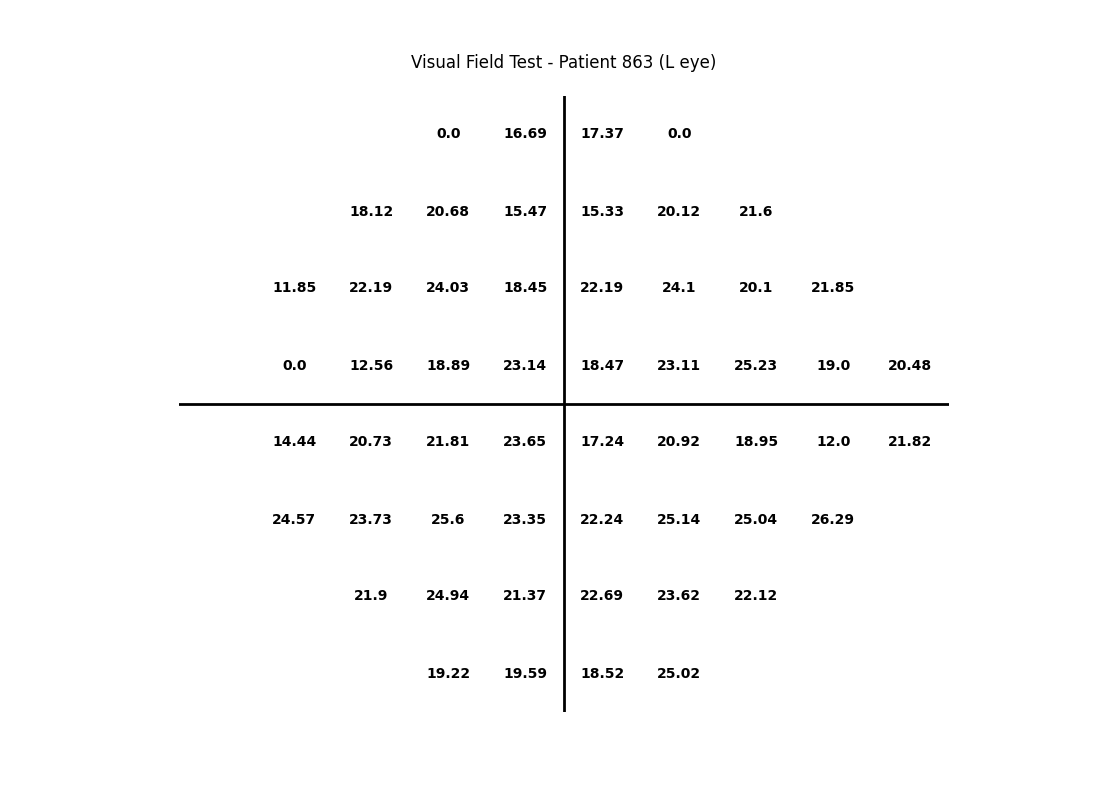 Visual Field Test - Patient 863 (L eye)
0.0 16.69 17.37 0.0
18.12 20.68 15.47 15.33 20.12 21.6
11.85 22.19 24.03 18.45 22.19 24.1 20.1 21.85
0.0 12.56 18.89 23.14 18.47 23.11 25.23 19.0 20.48
14.44 20.73 21.81 23.65 17.24 20.92 18.95 12.0 21.82
24.57 23.73 25.6 23.35 22.24 25.14 25.04 26.29
21.9 24.94 21.37 22.69 23.62 22.12
19.22 19.59 18.52 25.02